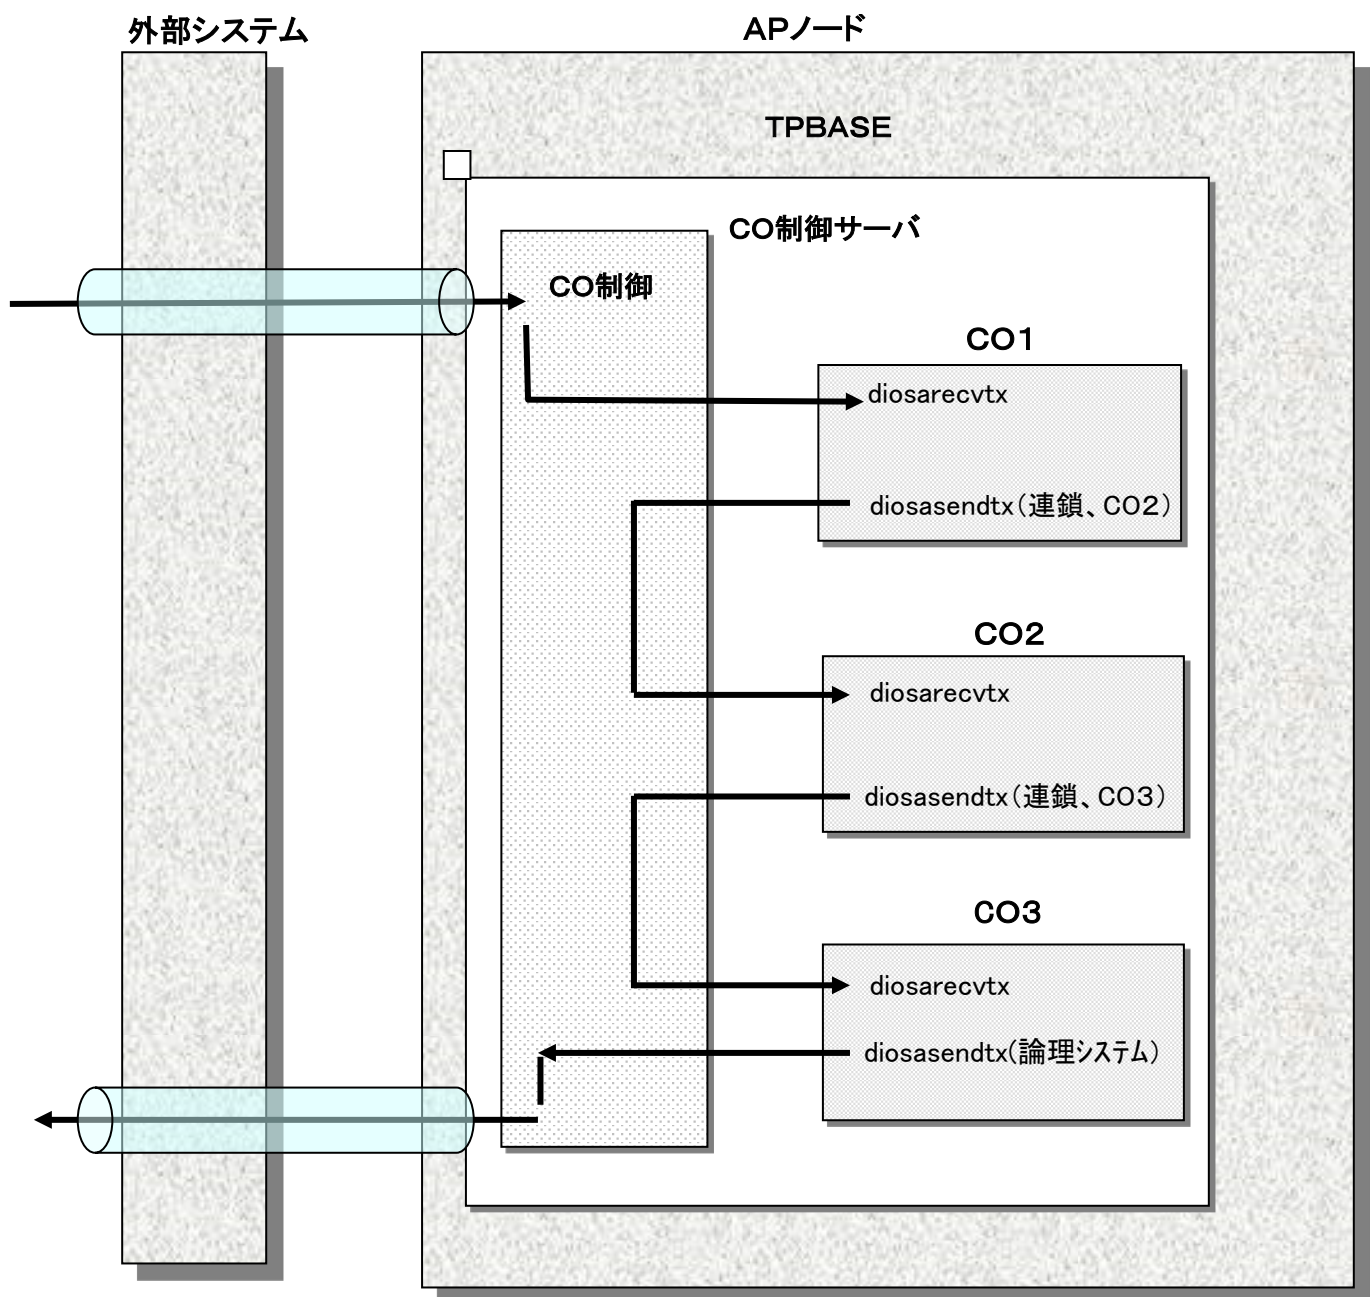 外部システム
APノード
TPBASE
CO制御サーバ
CO制御
CO1
diosarecvtx
diosasendtx(連鎖、CO2)
CO2
diosarecvtx
diosasendtx(連鎖、CO3)
CO3
diosarecvtx
diosasendtx(論理システム)